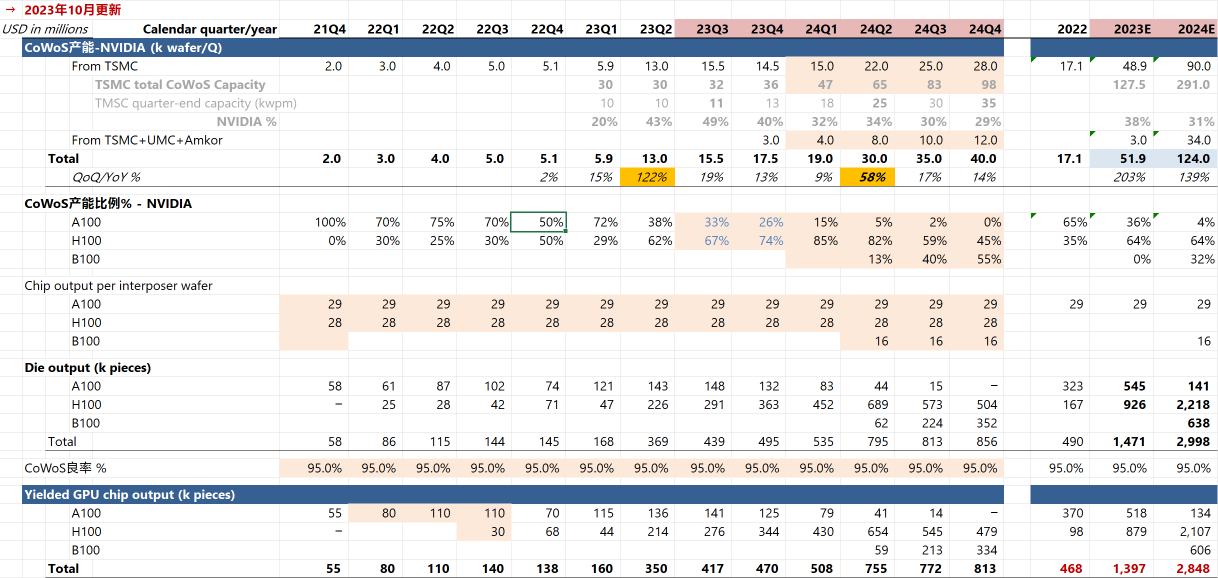 → 2023年10月更新
USD in millions Calendar quarter/year 21Q4 22Q1 22Q2 22Q3 22Q4 23Q1 23Q2 23Q3 23Q4 24Q1 24Q2 24Q3 24Q4 2022 2023E 2024E
CoWoS产能-NVIDIA (k wafer/Q)
From TSMC 2.0 3.0 4.0 5.0 5.1 5.9 13.0 15.5 14.5 15.0 22.0 25.0 28.0 17.1 48.9 90.0
TSMC total CoWoS Capacity 30 30 32 36 47 65 83 98 127.5 291.0
TMSC quarter-end capacity (kwpm) 10 10 11 13 18 25 30 35
NVIDIA % 20% 43% 49% 40% 32% 34% 30% 29% 38% 31%
From TSMC+UMC+Amkor 3.0 4.0 8.0 10.0 12.0 3.0 34.0
Total 2.0 3.0 4.0 5.0 5.1 5.9 13.0 15.5 17.5 19.0 30.0 35.0 40.0 17.1 51.9 124.0
QoQ/YoY % 2% 15% 122% 19% 13% 9% 58% 17% 14% 203% 139%
CoWoS产能比例% - NVIDIA
A100 100% 70% 75% 70% 50% 72% 38% 33% 26% 15% 5% 2% 0% 65% 36% 4%
H100 0% 30% 25% 30% 50% 29% 62% 67% 74% 85% 82% 59% 45% 35% 64% 64%
B100 13% 40% 55% 0% 32%
Chip output per interposer wafer
A100 29 29 29 29 29 29 29 29 29 29 29 29 29 29 29 29
H100 28 28 28 28 28 28 28 28 28 28 28 28 28
B100 16 16 16 16
Die output (k pieces)
A100 58 61 87 102 74 121 143 148 132 83 44 15 – 323 545 141
H100 – 25 28 42 71 47 226 291 363 452 689 573 504 167 926 2,218
B100 62 224 352 638
Total 58 86 115 144 145 168 369 439 495 535 795 813 856 490 1,471 2,998
CoWoS良率 % 95.0% 95.0% 95.0% 95.0% 95.0% 95.0% 95.0% 95.0% 95.0% 95.0% 95.0% 95.0% 95.0% 95.0% 95.0% 95.0%
Yielded GPU chip output (k pieces)
A100 55 80 110 110 70 115 136 141 125 79 41 14 – 370 518 134
H100 – 30 68 44 214 276 344 430 654 545 479 98 879 2,107
B100 59 213 334 606
Total 55 80 110 140 138 160 350 417 470 508 755 772 813 468 1,397 2,848